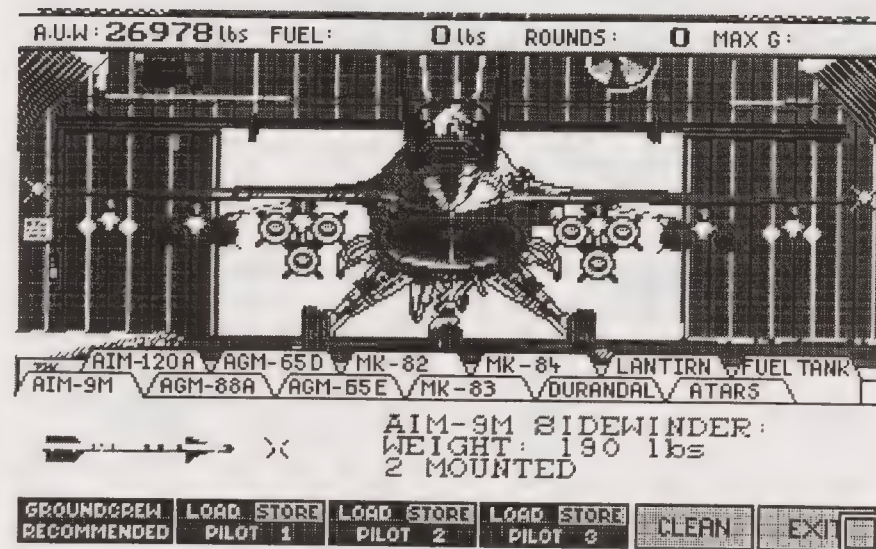 A.U.W: 26978 lbs FUEL: 0 lbs ROUNDS: 0 MAX G:
AIM-120A AGM-65D MK-82 MK-84 LANTIRN FUEL TANK
AIM-9M AGM-88A AGM-65E MK-83 DURANDAL ATARS
AIM-9M SIDEWINDER:
WEIGHT: 190 lbs
2 MOUNTED
GROUNDCREW LOAD STORE LOAD STORE LOAD STORE CLEAN EXIT
RECOMMENDED PILOT 1 PILOT 2 PILOT 3